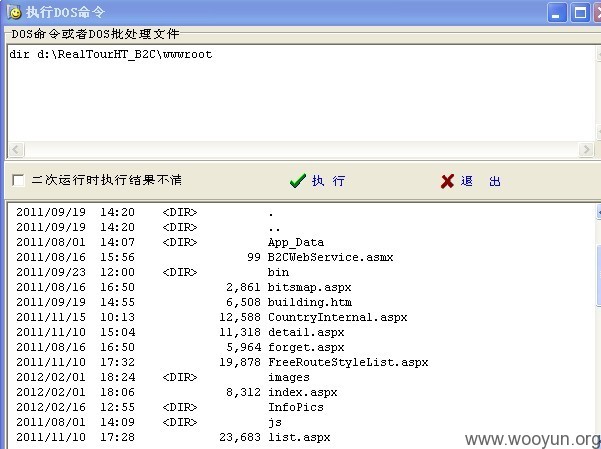 执行DOS命令
DOS命令或者DOS批处理文件
dir d:\RealTourHT_B2C\wwwroot
二次运行时执行结果不清
执 行
退 出
2011/09/19  14:20    <DIR>          .
2011/09/19  14:20    <DIR>          ..
2011/08/01  14:07    <DIR>          App_Data
2011/08/16  15:56                99 B2CWebService.asmx
2011/09/23  12:00    <DIR>          bin
2011/08/16  16:50             2,861 bitsmap.aspx
2011/09/19  14:55             6,508 building.htm
2011/11/15  10:13            12,588 CountryInternal.aspx
2011/11/10  15:04            11,318 detail.aspx
2011/08/16  16:50             5,964 forget.aspx
2011/11/10  17:32            19,878 FreeRouteStyleList.aspx
2012/02/01  18:24    <DIR>          images
2012/02/01  18:06             8,312 index.aspx
2012/02/16  12:55    <DIR>          InfoPics
2011/08/01  14:09    <DIR>          js
2011/11/10  17:28            23,683 list.aspx
www.wooyun.org